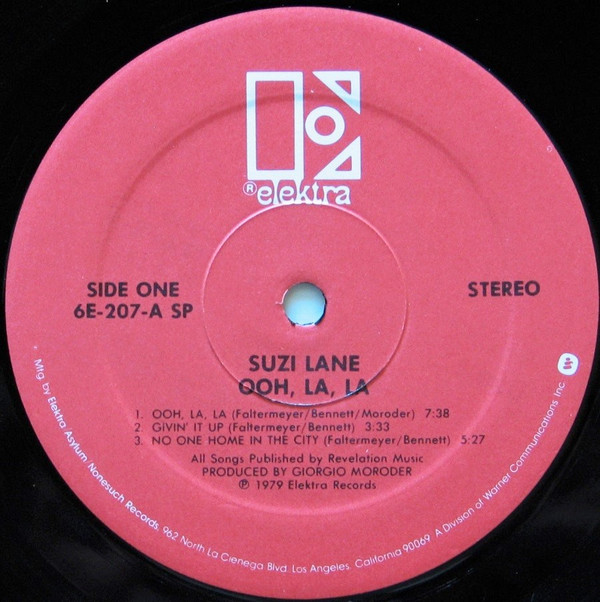 ® elektra
SIDE ONE
6E-207-A SP
STEREO
SUZI LANE
OOH, LA, LA
1. OOH, LA, LA (Faltermeyer/Bennett/Moroder) 7:38
2. GIVIN' IT UP (Faltermeyer/Bennett) 3:33
3. NO ONE HOME IN THE CITY (Faltermeyer/Bennett) 5:27
All Songs Published by Revelation Music
PRODUCED BY GIORGIO MORODER
℗ 1979 Elektra Records
Mfg. by Elektra Asylum Nonesuch Records, 962 North La Cienega Blvd. Los Angeles, California 90069. A Division of Warner Communications Inc.